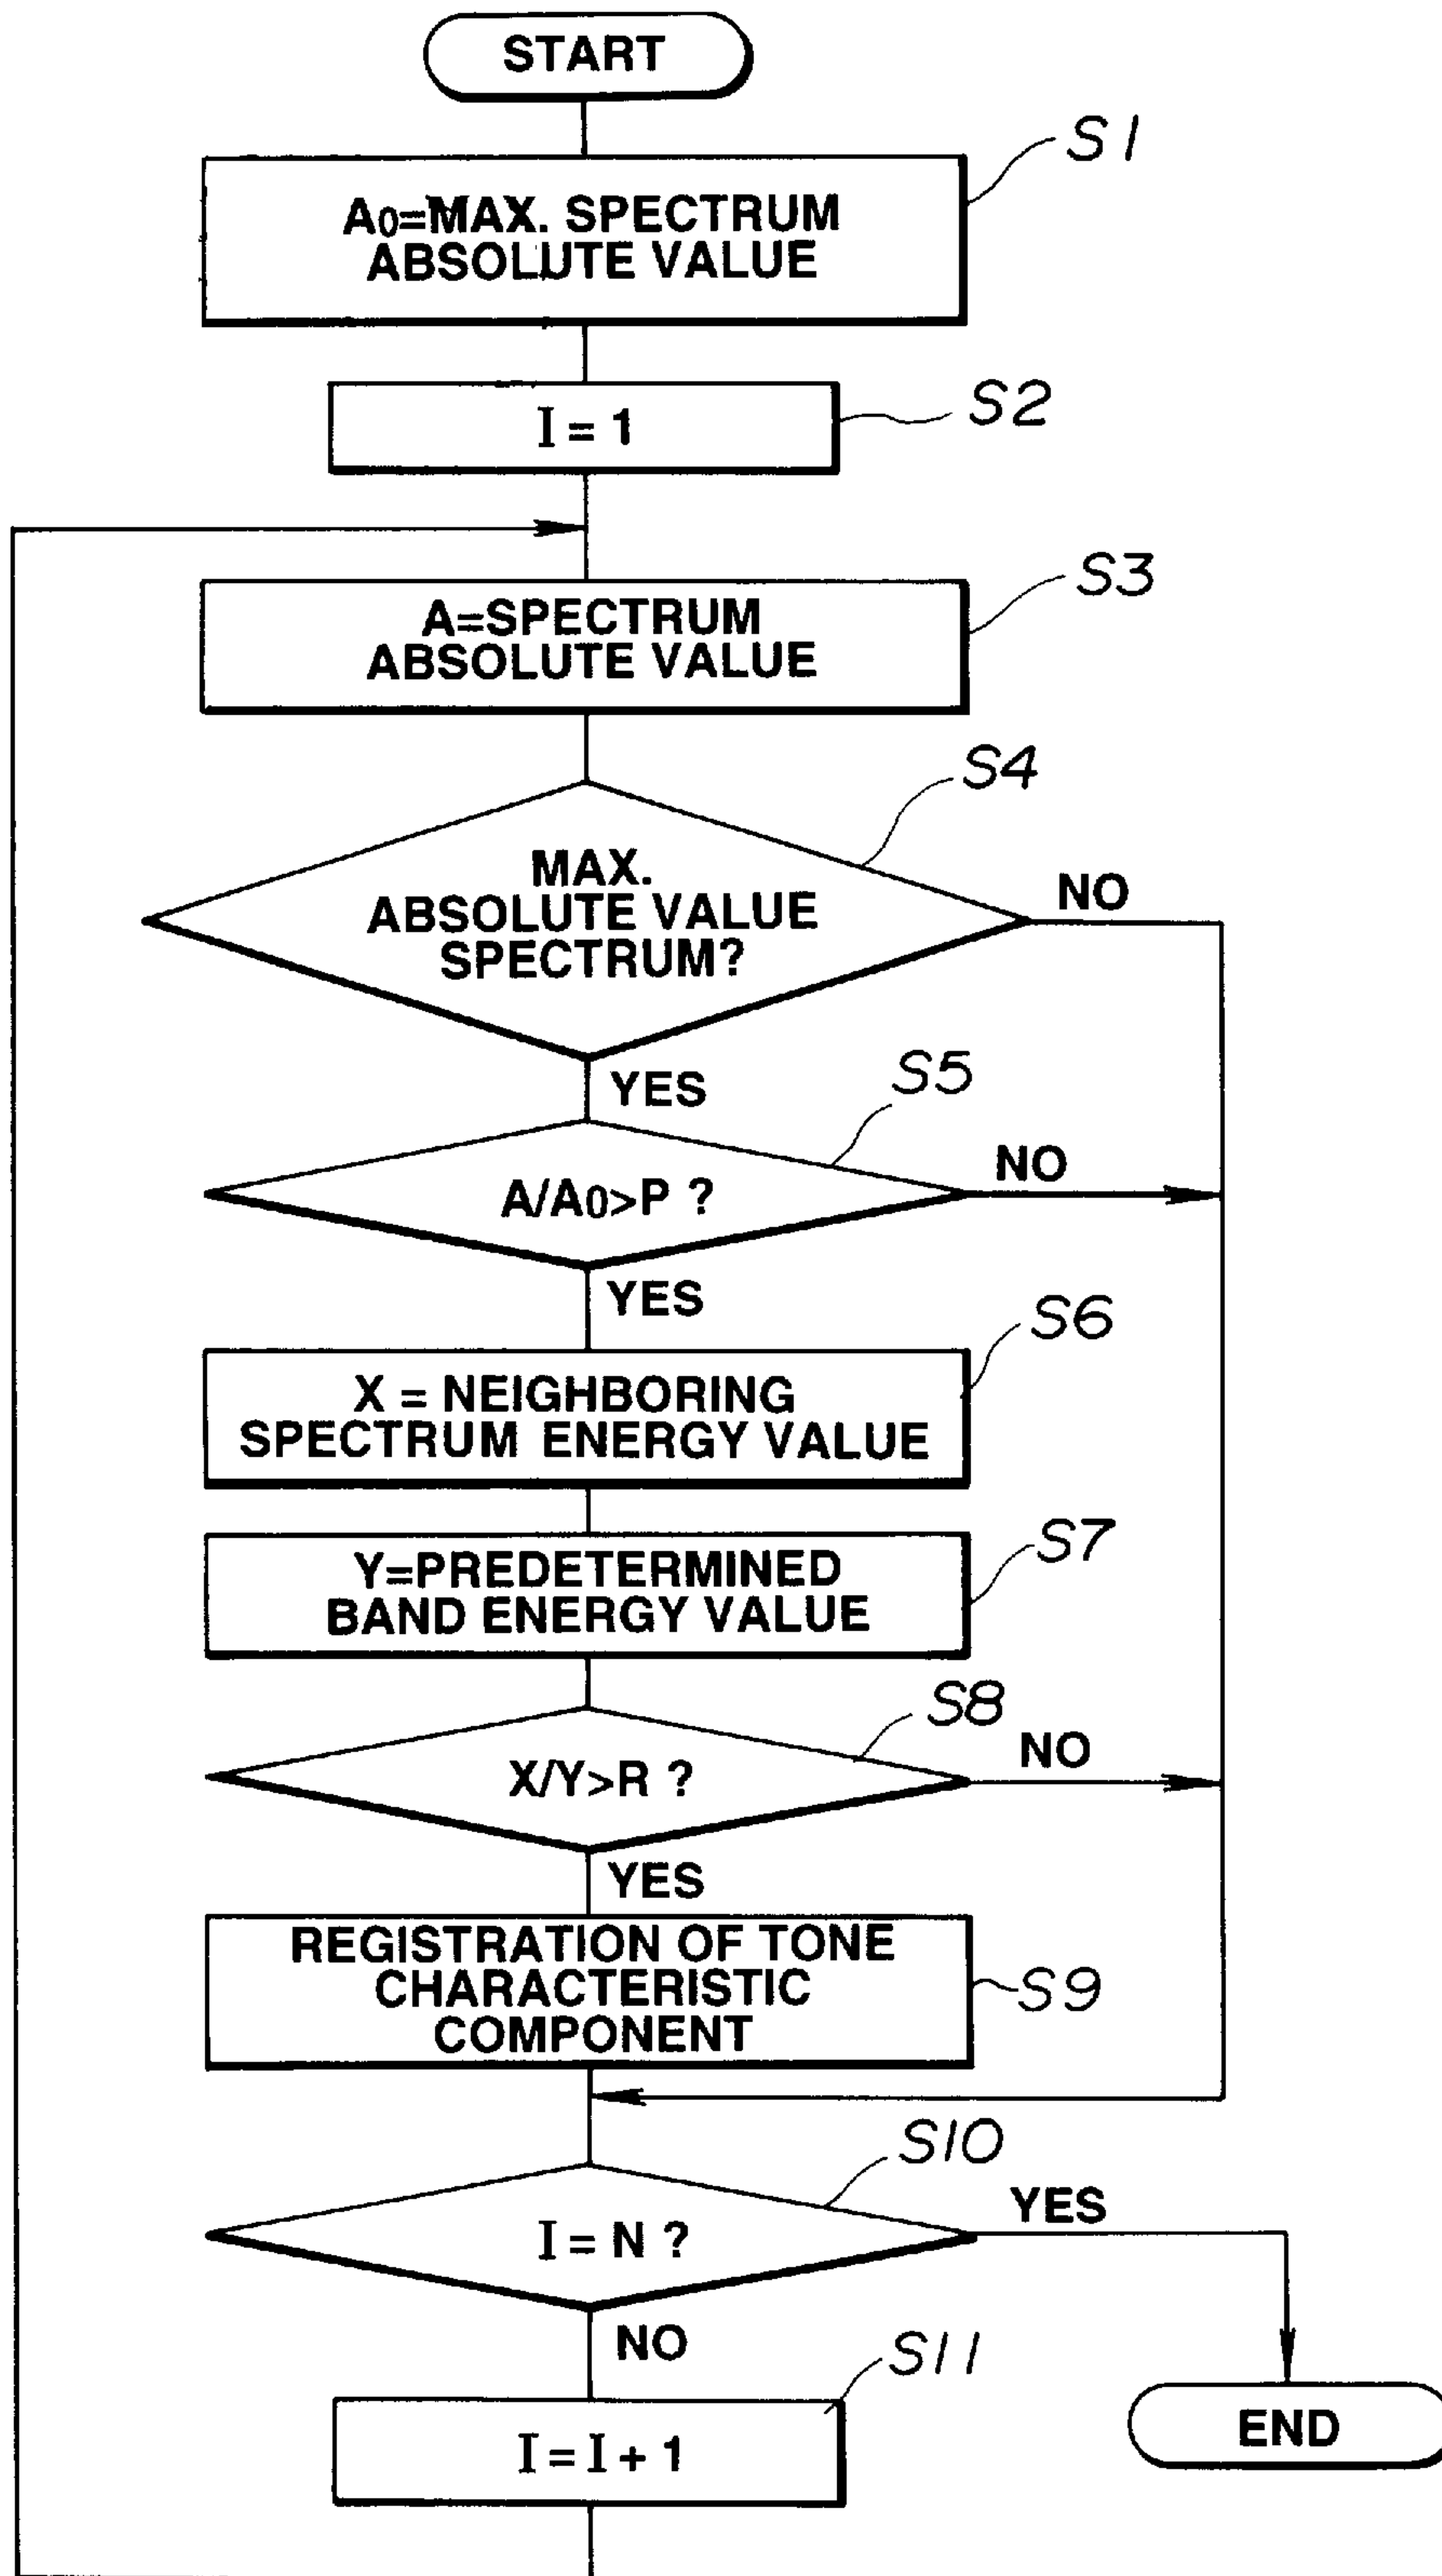 START
S1
A0=MAX. SPECTRUM
ABSOLUTE VALUE
S2
I = 1
S3
A=SPECTRUM
ABSOLUTE VALUE
S4
MAX.
ABSOLUTE VALUE
SPECTRUM?
NO
YES
S5
A/A0>P ?
NO
YES
S6
X = NEIGHBORING
SPECTRUM ENERGY VALUE
S7
Y=PREDETERMINED
BAND ENERGY VALUE
S8
X/Y>R ?
NO
YES
REGISTRATION OF TONE
CHARACTERISTIC
COMPONENT
S9
S10
I = N ?
YES
NO
S11
I = I + 1
END